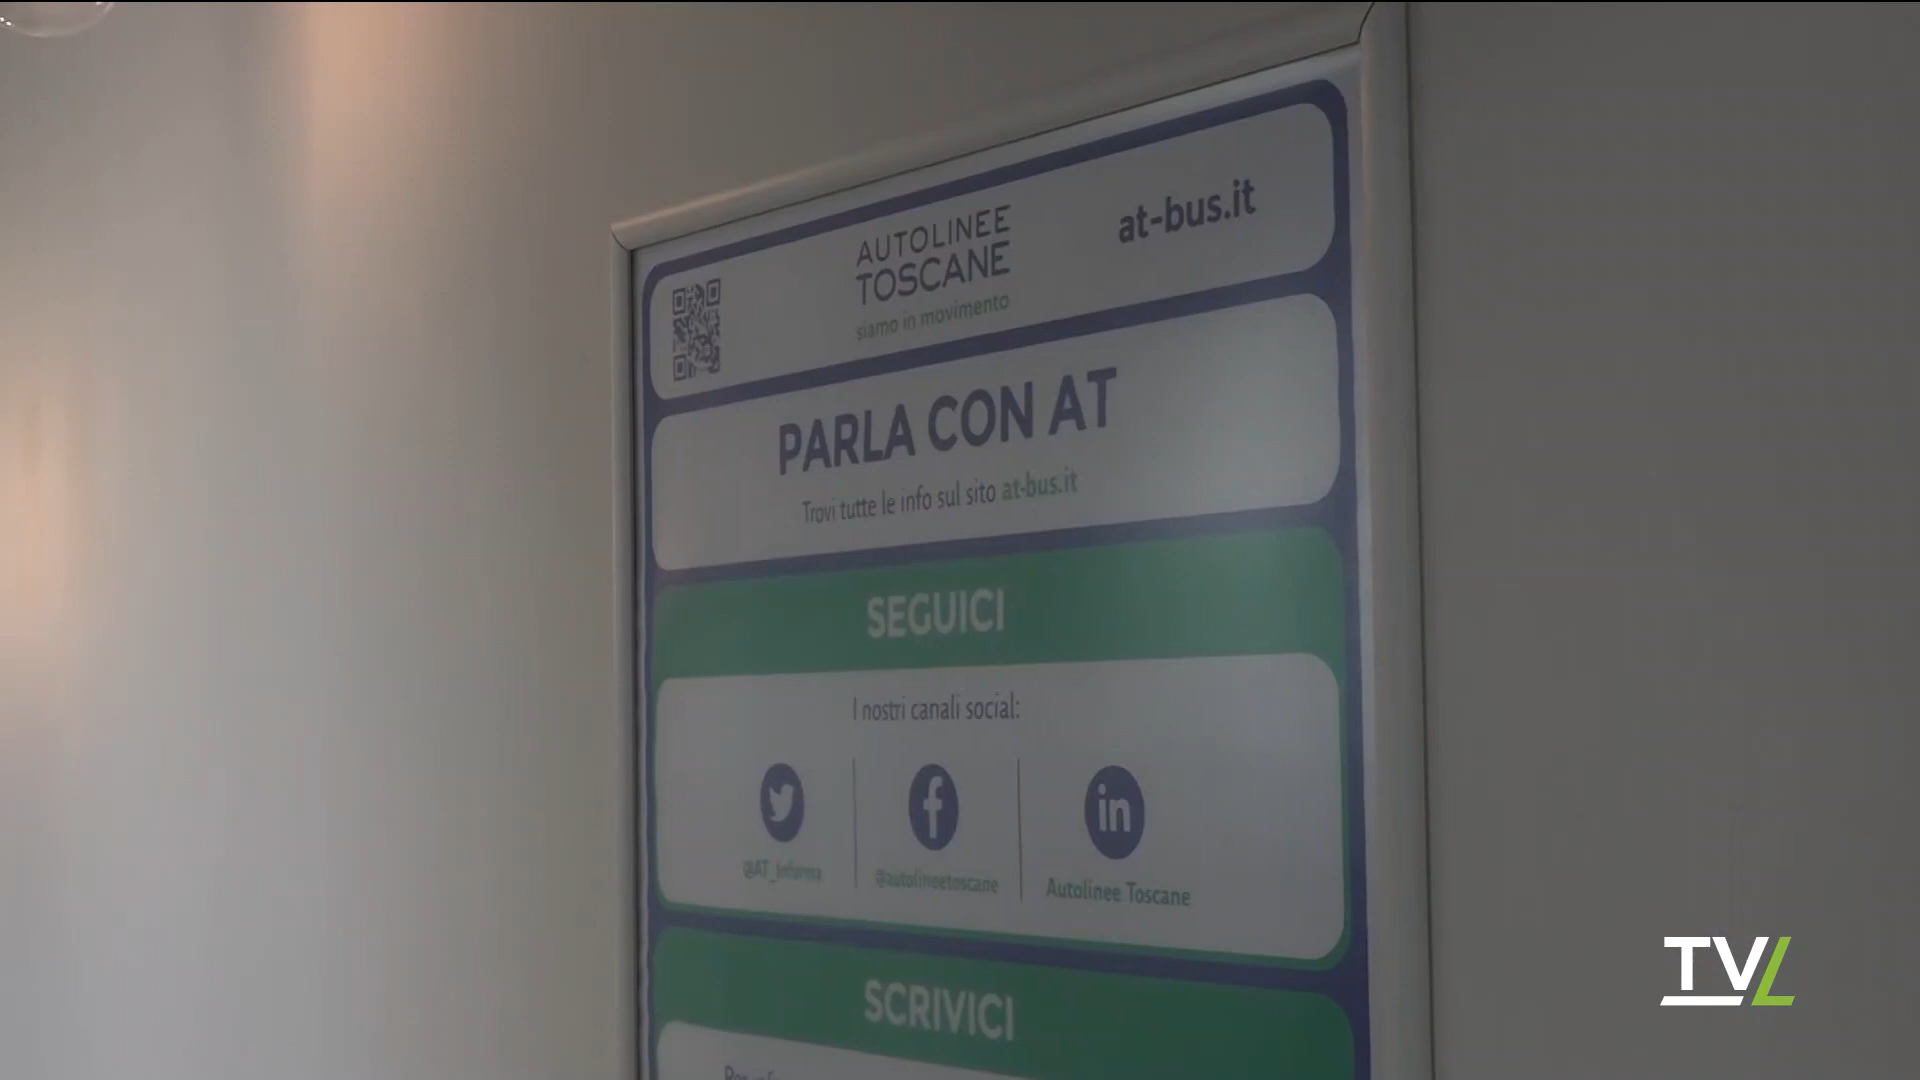 AUTOLINEE
TOSCANE
siamo in movimento
at-bus.it
PARLA CON AT
Trovi tutte le info sul sito at-bus.it
SEGUICI
I nostri canali social:
@AT_Informa
@autolineetoscane
in
Autolinee Toscane
SCRIVICI
TVL